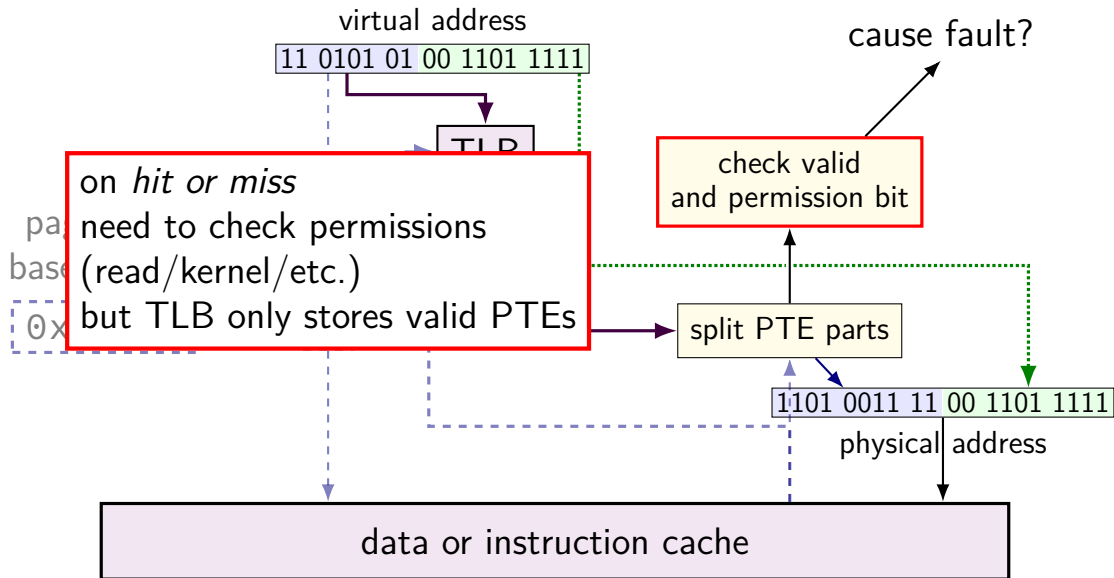 virtual address
11 0101 01 00 1101 1111
cause fault?
TLB
check valid
and permission bit
on hit or miss
need to check permissions
(read/kernel/etc.)
but TLB only stores valid PTEs
split PTE parts
1101 0011 11 00 1101 1111
physical address
data or instruction cache